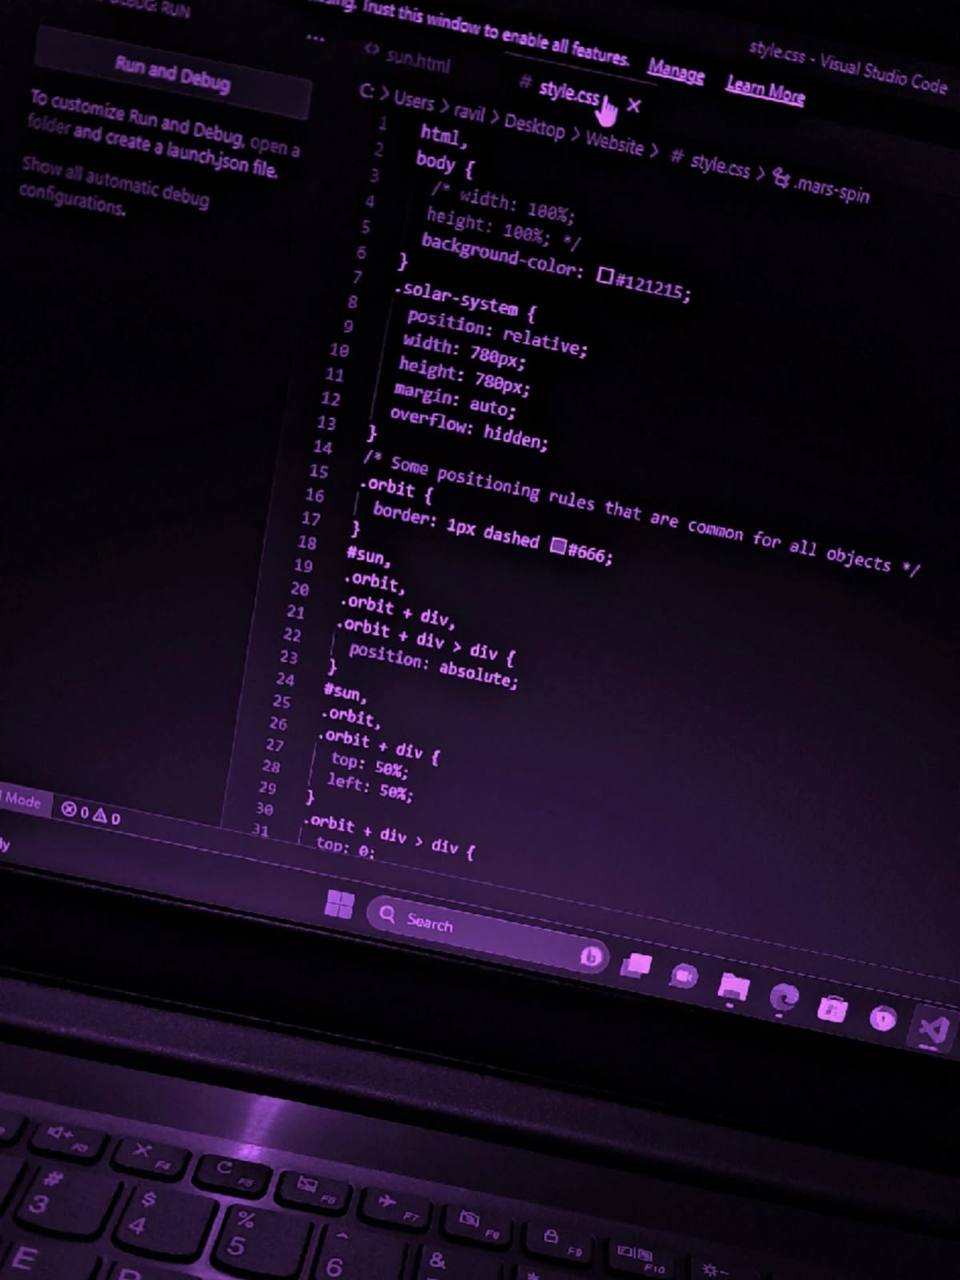 DEBUG: RUN
Trust this window to enable all features. Manage Learn More
style.css - Visual Studio Code
Run and Debug
...
To customize Run and Debug, open a
folder and create a launch.json file.
Show all automatic debug
configurations.
<> sun.html
# style.css ×
C: > Users > ravil > Desktop > Website > # style.css > .mars-spin
1 html,
2 body {
3 /* width: 100%;
4 height: 100%; */
5 background-color: #121215;
6 }
7 .solar-system {
8 position: relative;
9 width: 780px;
10 height: 780px;
11 margin: auto;
12 overflow: hidden;
13 }
14 /* Some positioning rules that are common for all objects */
15 .orbit {
16 border: 1px dashed #666;
17 }
18 #sun,
19 .orbit,
20 .orbit + div,
21 .orbit + div > div {
22 position: absolute;
23 }
24 #sun,
25 .orbit,
26 .orbit + div {
27 top: 50%;
28 left: 50%;
29 }
30 .orbit + div > div {
31 top: 0;
Mode 0 0
Search
F3 F4 F5 F6 F7 F8 F9 F10
# $ % ^ &
3 4 5 6
E